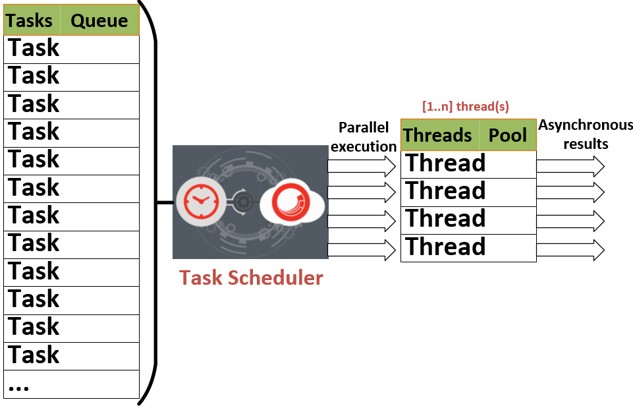 Tasks Queue
Task
Task
Task
Task
Task
Task
Task
Task
Task
Task
Task
Task
...
Task Scheduler
Parallel
execution
[1..n] thread(s)
Threads Pool
Thread
Thread
Thread
Thread
Asynchronous
results